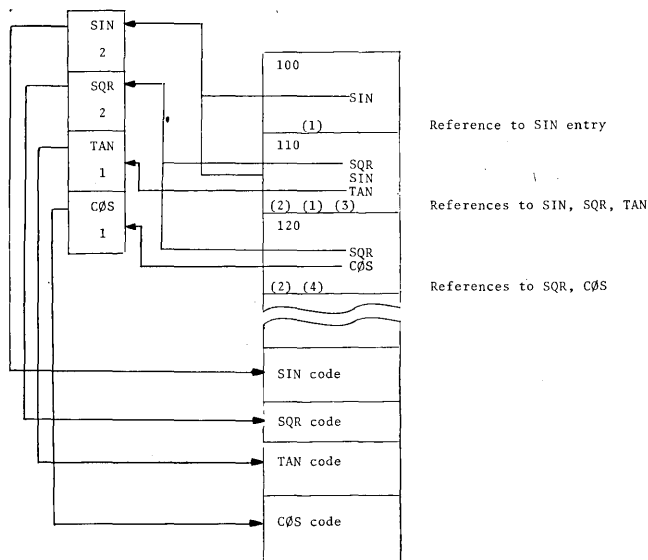 SIN
2
SQR
2
TAN
1
CØS
1
100
SIN
(1)
Reference to SIN entry
110
SQR
SIN
TAN
(2) (1) (3)
References to SIN, SQR, TAN
120
SQR
CØS
(2) (4)
References to SQR, CØS
SIN code
SQR code
TAN code
CØS code